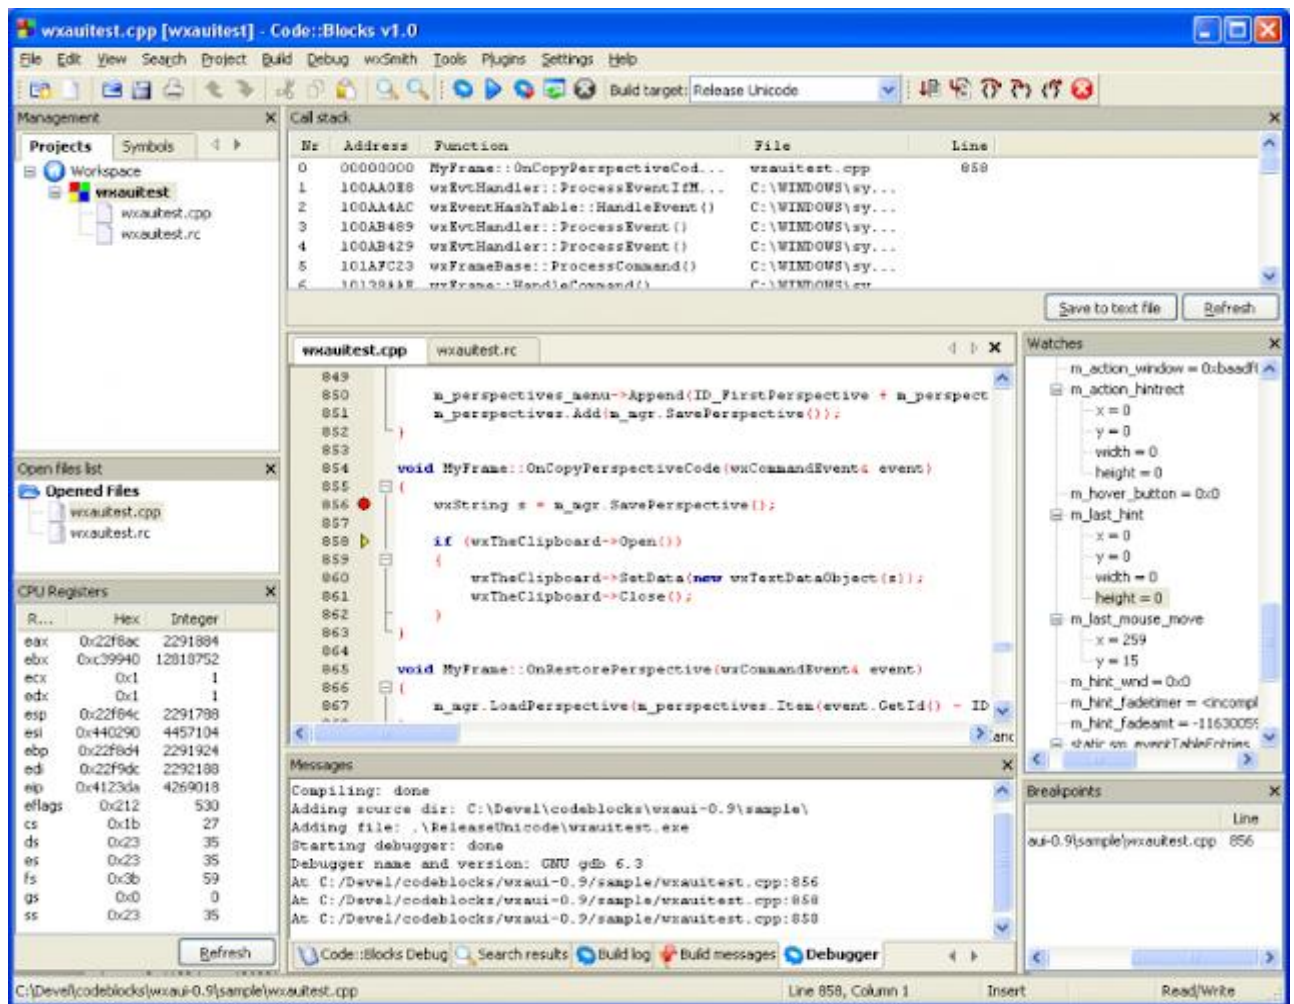 wxauitest.cpp [wxauitest] - Code::Blocks v1.0
File Edit View Search Project Build Debug wxSmith Tools Plugins Settings Help
Build target: Release Unicode
Management
Projects Symbols
Workspace
wxauitest
wxauitest.cpp
wxauitest.rc
Call stack
Nr Address Function File Line
0 00000000 MyFrame::OnCopyPerspectiveCod... wxauitest.cpp 858
1 100AA0E8 wxEvtHandler::ProcessEventIfM... C:\WINDOWS\sy...
2 100AA4AC wxEventHashTable::HandleEvent() C:\WINDOWS\sy...
3 100AB489 wxEvtHandler::ProcessEvent() C:\WINDOWS\sy...
4 100AB429 wxEvtHandler::ProcessEvent() C:\WINDOWS\sy...
5 101AFC23 wxFrameBase::ProcessCommand() C:\WINDOWS\sy...
6 wxFrame::HandleCommand() C:\WINDOWS\sy...
Save to text file Refresh
Open files list
Opened Files
wxauitest.cpp
wxauitest.rc
wxauitest.cpp wxauitest.rc
849
850 m_perspectives_menu->Append(ID_FirstPerspective + m_perspect
851 m_perspectives.Add(m_mgr.SavePerspective());
852 }
853
854 void MyFrame::OnCopyPerspectiveCode(wxCommandEvent& event)
855 {
856 wxString s = m_mgr.SavePerspective();
857
858 if (wxTheClipboard->Open())
859 {
860 wxTheClipboard->SetData(new wxTextDataObject(s));
861 wxTheClipboard->Close();
862 }
863 }
864
865 void MyFrame::OnRestorePerspective(wxCommandEvent& event)
866 {
867 m_mgr.LoadPerspective(m_perspectives.Item(event.GetId() - ID
Watches
m_action_window = 0xbaadf
m_action_hintrect
x = 0
y = 0
width = 0
height = 0
m_hover_button = 0x0
m_last_hint
x = 0
y = 0
width = 0
height = 0
m_last_mouse_move
x = 259
y = 15
m_hint_wnd = 0x0
m_hint_fadetimer = <incompl
m_hint_fadeamt = -11630055
static sm_eventTableEntries
CPU Registers
R... Hex Integer
eax 0x22f8ac 2291884
ebx 0xc39940 12818752
ecx 0x1 1
edx 0x1 1
esp 0x22f84c 2291788
esi 0x440290 4457104
ebp 0x22f8d4 2291924
edi 0x22f9dc 2292188
eip 0x4123da 4269018
eflags 0x212 530
cs 0x1b 27
ds 0x23 35
es 0x23 35
fs 0x3b 59
gs 0x0 0
ss 0x23 35
Refresh
Messages
Compiling: done
Adding source dir: C:\Devel\codeblocks\wxaui-0.9\sample\
Adding file: .\ReleaseUnicode\wxauitest.exe
Starting debugger: done
Debugger name and version: GNU gdb 6.3
At C:/Devel/codeblocks/wxaui-0.9/sample/wxauitest.cpp:856
At C:/Devel/codeblocks/wxaui-0.9/sample/wxauitest.cpp:858
At C:/Devel/codeblocks/wxaui-0.9/sample/wxauitest.cpp:858
Code::Blocks Debug Search results Build log Build messages Debugger
Breakpoints
Line
aui-0.9\sample\wxauitest.cpp 856
C:\Devel\codeblocks\wxaui-0.9\sample\wxauitest.cpp Line 858, Column 1 Insert Read/Write